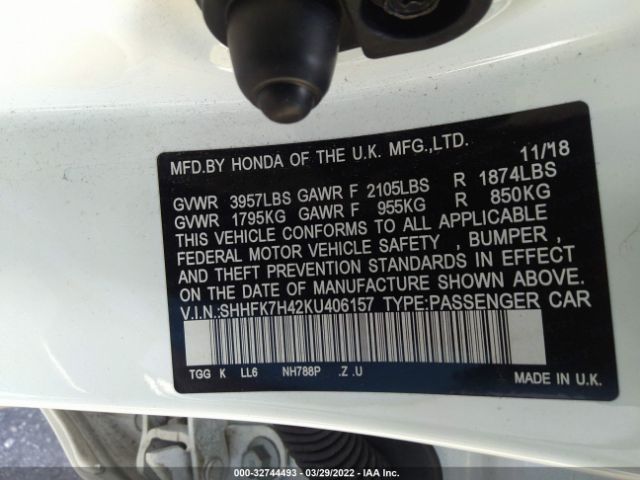 MFD.BY HONDA OF THE U.K. MFG.,LTD. 11/18
GVWR 3957LBS GAWR F 2105LBS R 1874LBS
GVWR 1795KG GAWR F 955KG R 850KG
THIS VEHICLE CONFORMS TO ALL APPLICABLE
FEDERAL MOTOR VEHICLE SAFETY , BUMPER ,
AND THEFT PREVENTION STANDARDS IN EFFECT
ON THE DATE OF MANUFACTURE SHOWN ABOVE.
V.I.N.:SHHFK7H42KU406157 TYPE:PASSENGER CAR
TGG K LL6 NH788P .Z .U
MADE IN U.K.
000-32744493 - 03/29/2022 - IAA Inc.